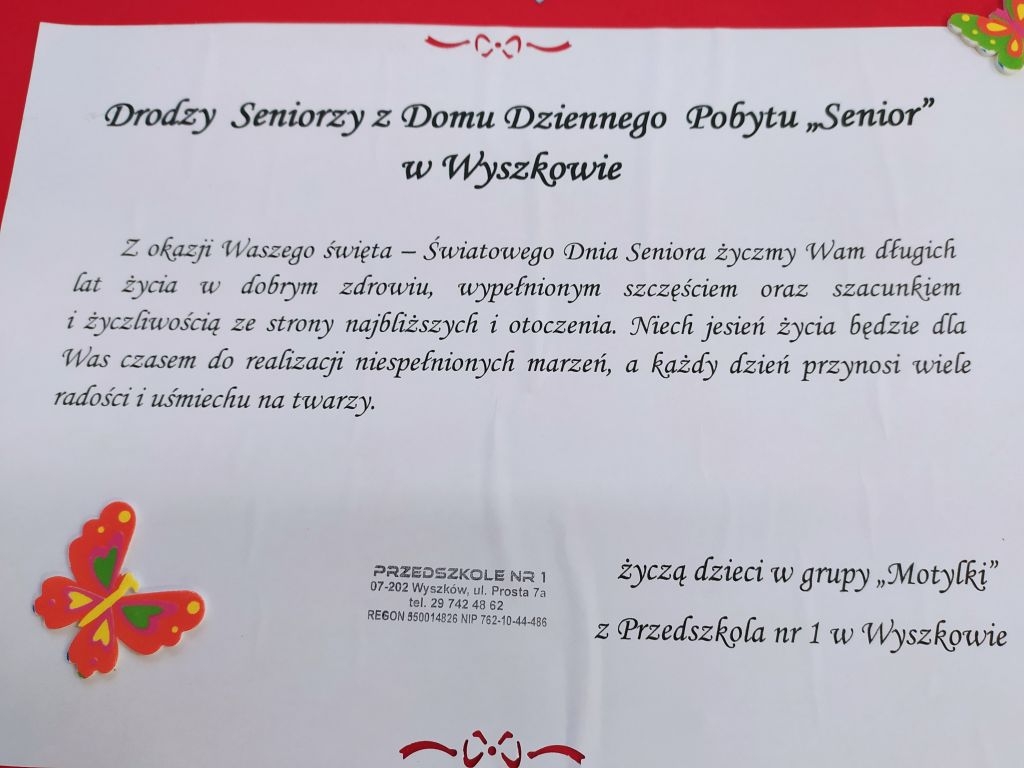 Drodzy Seniorzy z Domu Dziennego Pobytu „Senior”
w Wyszkowie
Z okazji Waszego święta – Światowego Dnia Seniora życzmy Wam długich
lat życia w dobrym zdrowiu, wypełnionym szczęściem oraz szacunkiem
i życzliwością ze strony najbliższych i otoczenia. Niech jesień życia będzie dla
Was czasem do realizacji niespełnionych marzeń, a każdy dzień przynosi wiele
radości i uśmiechu na twarzy.
PRZEDSZKOLE NR 1
07-202 Wyszków, ul. Prosta 7a
tel. 29 742 48 62
REGON 550014826 NIP 762-10-44-486
życzą dzieci w grupy „Motylki”
z Przedszkola nr 1 w Wyszkowie